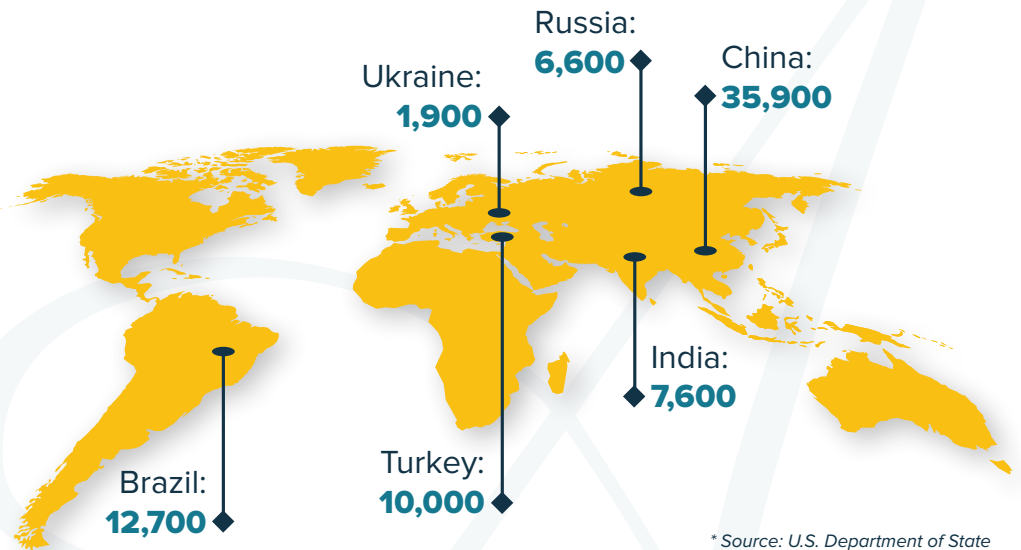 Russia:
6,600
China:
35,900
Ukraine:
1,900
India:
7,600
Turkey:
10,000
Brazil:
12,700
* Source: U.S. Department of State